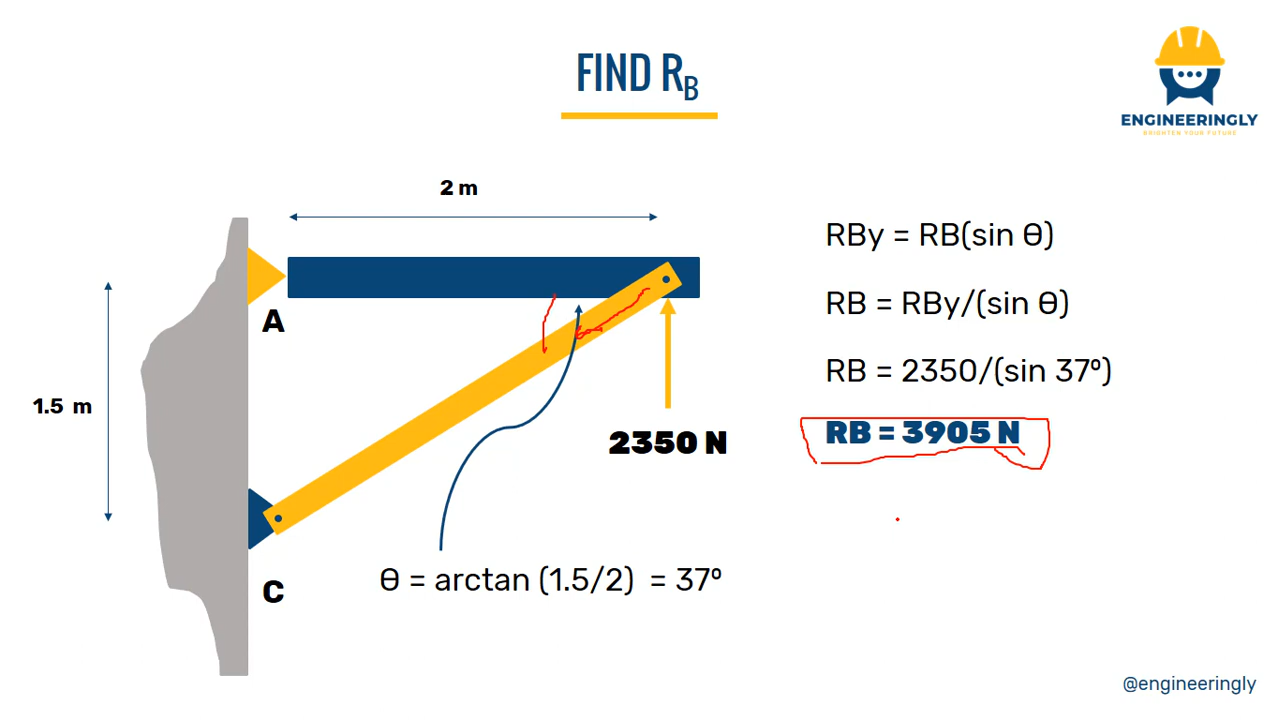 FIND RB
ENGINEERINGLY
BRIGHTEN YOUR FUTURE
2 m
RBy = RB(sin θ)
A
RB = RBy/(sin θ)
RB = 2350/(sin 37º)
1.5 m
2350 N
RB = 3905 N
θ = arctan (1.5/2) = 37º
C
@engineeringly